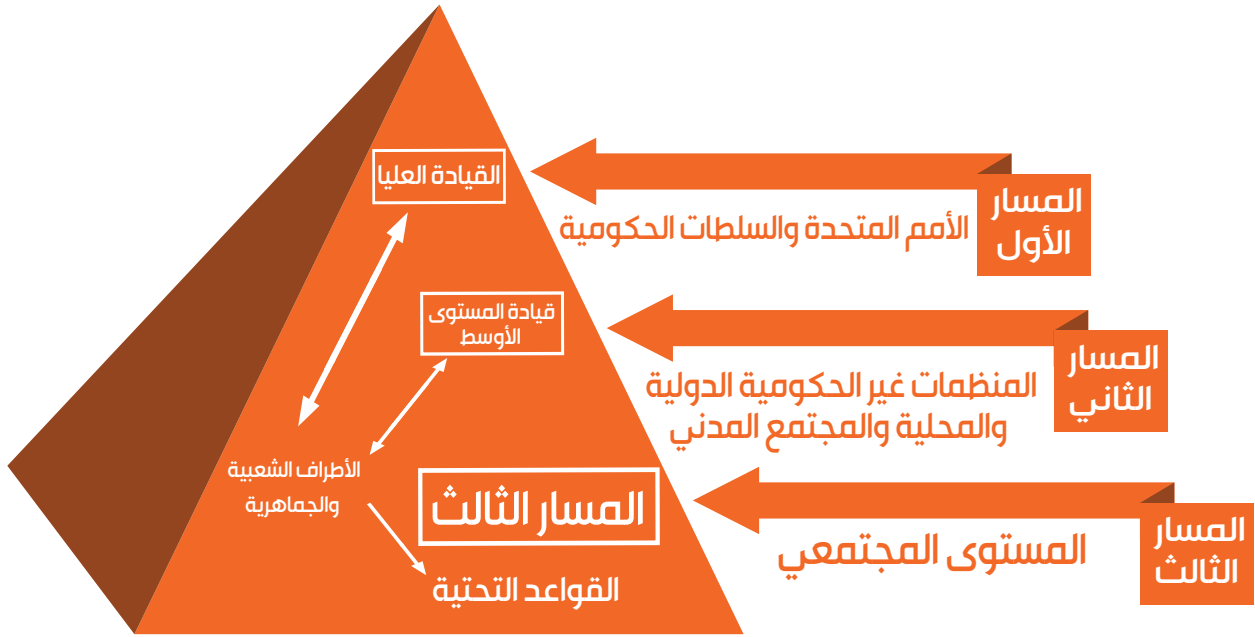 القيادة العليا
المسار
الأول
الأمم المتحدة والسلطات الحكومية
قيادة المستوى
الأوسط
المسار
الثاني
المنظمات غير الحكومية الدولية
والمحلية والمجتمع المدني
الأطراف الشعبية
والجماهرية
المسار الثالث
القواعد التحتية
المسار
الثالث
المستوى المجتمعي